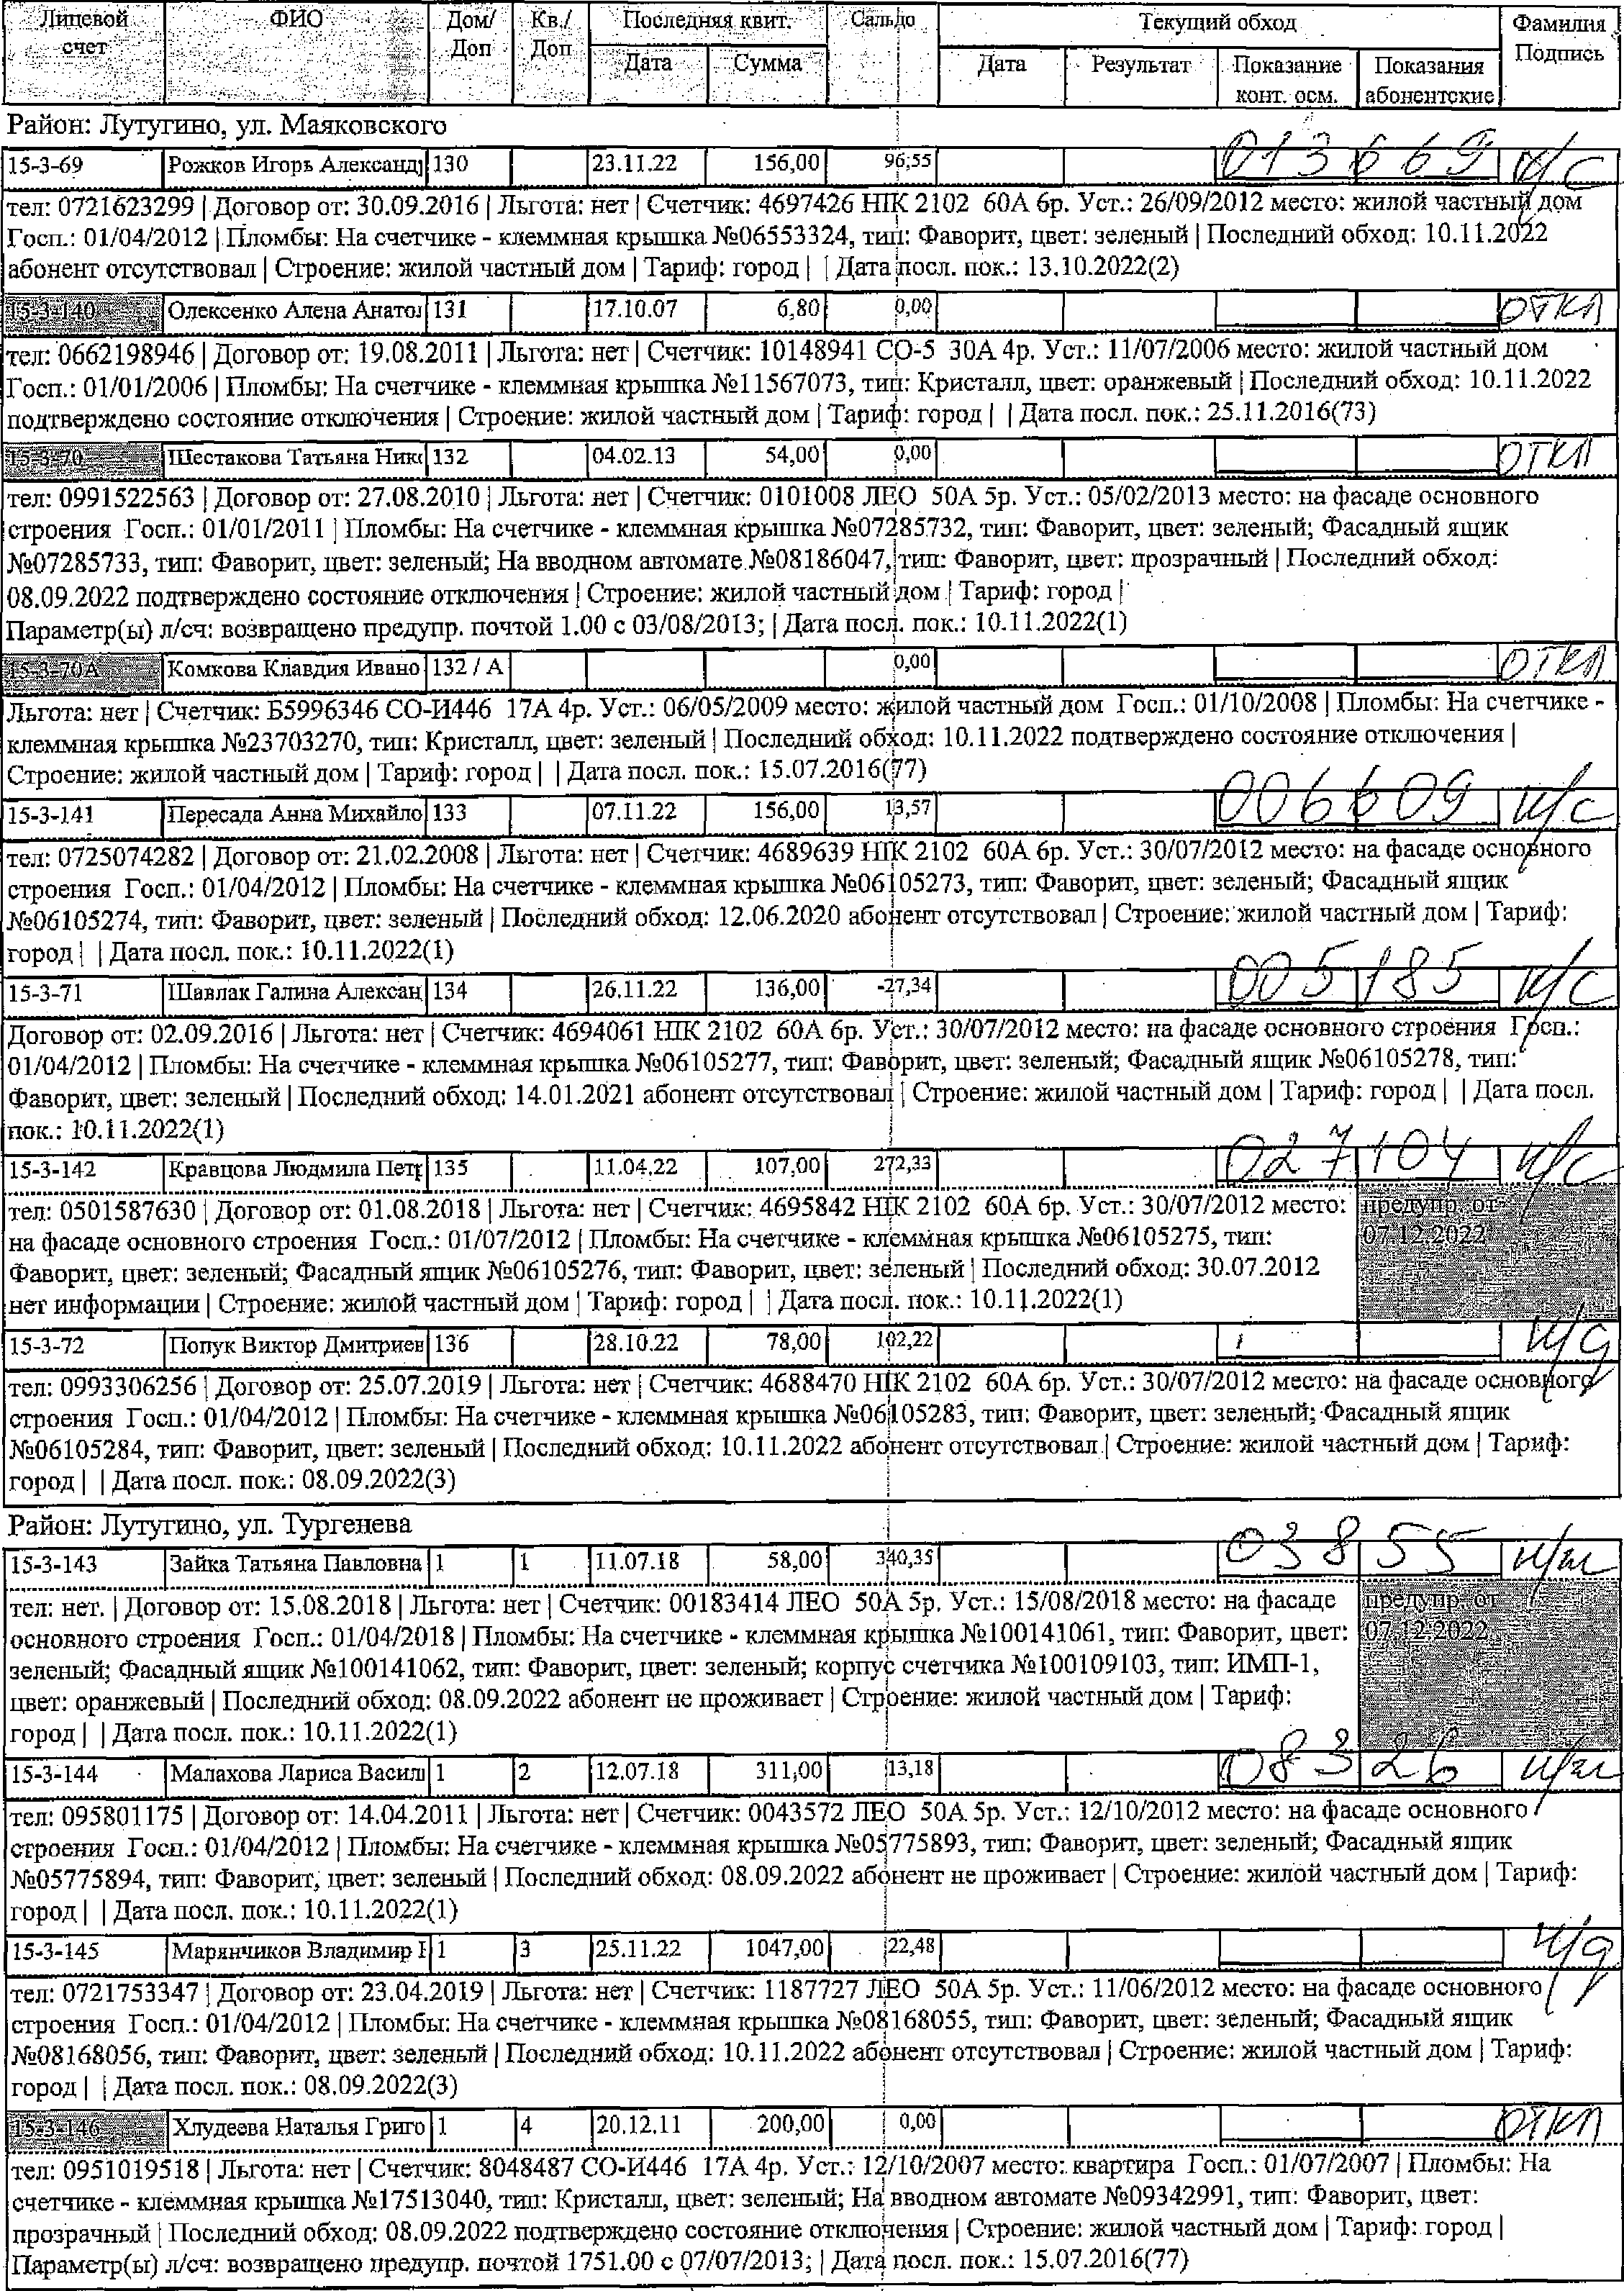 Лицевой счет ФИО Дом/Доп Кв./Доп Последняя квит. Сальдо Текущий обход Фамилия Подпись
Дата Сумма Дата Результат Показание конт. осм. Показания абонентские
Район: Лутугино, ул. Маяковского
15-3-69 Рожков Игорь Александр 130 23.11.22 156,00 96,55 013669 н/с
тел: 0721623299 | Договор от: 30.09.2016 | Льгота: нет | Счетчик: 4697426 НІК 2102 60А 6р. Уст.: 26/09/2012 место: жилой частный дом
Госп.: 01/04/2012 | Пломбы: На счетчике - клеммная крышка №06553324, тип: Фаворит, цвет: зеленый | Последний обход: 10.11.2022
абонент отсутствовал | Строение: жилой частный дом | Тариф: город | | Дата посл. пок.: 13.10.2022(2)
15-3-140 Олексенко Алена Анатол 131 17.10.07 6,80 0,00 ОТКЛ
тел: 0662198946 | Договор от: 19.08.2011 | Льгота: нет | Счетчик: 10148941 СО-5 30А 4р. Уст.: 11/07/2006 место: жилой частный дом
Госп.: 01/01/2006 | Пломбы: На счетчике - клеммная крышка №11567073, тип: Кристалл, цвет: оранжевый | Последний обход: 10.11.2022
подтверждено состояние отключения | Строение: жилой частный дом | Тариф: город | | Дата посл. пок.: 25.11.2016(73)
15-3-70 Шестакова Татьяна Нико 132 04.02.13 54,00 0,00 ОТКЛ
тел: 0991522563 | Договор от: 27.08.2010 | Льгота: нет | Счетчик: 0101008 ЛЕО 50А 5р. Уст.: 05/02/2013 место: на фасаде основного
строения Госп.: 01/01/2011 | Пломбы: На счетчике - клеммная крышка №07285732, тип: Фаворит, цвет: зеленый; Фасадный ящик
№07285733, тип: Фаворит, цвет: зеленый; На вводном автомате №08186047, тип: Фаворит, цвет: прозрачный | Последний обход:
08.09.2022 подтверждено состояние отключения | Строение: жилой частный дом | Тариф: город |
Параметр(ы) л/сч: возвращено предупр. почтой 1.00 с 03/08/2013; | Дата посл. пок.: 10.11.2022(1)
15-3-70А Комкова Клавдия Ивано 132 / А 0,00 ОТКЛ
Льгота: нет | Счетчик: Б5996346 СО-И446 17А 4р. Уст.: 06/05/2009 место: жилой частный дом Госп.: 01/10/2008 | Пломбы: На счетчике -
клеммная крышка №23703270, тип: Кристалл, цвет: зеленый | Последний обход: 10.11.2022 подтверждено состояние отключения |
Строение: жилой частный дом | Тариф: город | | Дата посл. пок.: 15.07.2016(77)
15-3-141 Пересада Анна Михайло 133 07.11.22 156,00 13,57 006609 н/с
тел: 0725074282 | Договор от: 21.02.2008 | Льгота: нет | Счетчик: 4689639 НІК 2102 60А 6р. Уст.: 30/07/2012 место: на фасаде основного
строения Госп.: 01/04/2012 | Пломбы: На счетчике - клеммная крышка №06105273, тип: Фаворит, цвет: зеленый; Фасадный ящик
№06105274, тип: Фаворит, цвет: зеленый | Последний обход: 12.06.2020 абонент отсутствовал | Строение: жилой частный дом | Тариф:
город | | Дата посл. пок.: 10.11.2022(1)
15-3-71 Шавлак Галина Алексан 134 26.11.22 136,00 -27,34 005185 н/с
Договор от: 02.09.2016 | Льгота: нет | Счетчик: 4694061 НІК 2102 60А 6р. Уст.: 30/07/2012 место: на фасаде основного строения Госп.:
01/04/2012 | Пломбы: На счетчике - клеммная крышка №06105277, тип: Фаворит, цвет: зеленый; Фасадный ящик №06105278, тип:
Фаворит, цвет: зеленый | Последний обход: 14.01.2021 абонент отсутствовал | Строение: жилой частный дом | Тариф: город | | Дата посл.
пок.: 10.11.2022(1)
15-3-142 Кравцова Людмила Петр 135 11.04.22 107,00 272,33 027104 н/с
тел: 0501587630 | Договор от: 01.08.2018 | Льгота: нет | Счетчик: 4695842 НІК 2102 60А 6р. Уст.: 30/07/2012 место: предупр. от
на фасаде основного строения Госп.: 01/07/2012 | Пломбы: На счетчике - клеммная крышка №06105275, тип: 07.12.2022
Фаворит, цвет: зеленый; Фасадный ящик №06105276, тип: Фаворит, цвет: зеленый | Последний обход: 30.07.2012
нет информации | Строение: жилой частный дом | Тариф: город | | Дата посл. пок.: 10.11.2022(1)
15-3-72 Попук Виктор Дмитриев 136 28.10.22 78,00 102,22 н/д
тел: 0993306256 | Договор от: 25.07.2019 | Льгота: нет | Счетчик: 4688470 НІК 2102 60А 6р. Уст.: 30/07/2012 место: на фасаде основного
строения Госп.: 01/04/2012 | Пломбы: На счетчике - клеммная крышка №06105283, тип: Фаворит, цвет: зеленый; Фасадный ящик
№06105284, тип: Фаворит, цвет: зеленый | Последний обход: 10.11.2022 абонент отсутствовал | Строение: жилой частный дом | Тариф:
город | | Дата посл. пок.: 08.09.2022(3)
Район: Лутугино, ул. Тургенева
15-3-143 Зайка Татьяна Павловна 1 1 11.07.18 58,00 340,35 03855 н/ж
тел: нет. | Договор от: 15.08.2018 | Льгота: нет | Счетчик: 00183414 ЛЕО 50А 5р. Уст.: 15/08/2018 место: на фасаде предупр. от
основного строения Госп.: 01/04/2018 | Пломбы: На счетчике - клеммная крышка №100141061, тип: Фаворит, цвет: 07.12.2022
зеленый; Фасадный ящик №100141062, тип: Фаворит, цвет: зеленый; корпус счетчика №100109103, тип: ИМП-1,
цвет: оранжевый | Последний обход: 08.09.2022 абонент не проживает | Строение: жилой частный дом | Тариф:
город | | Дата посл. пок.: 10.11.2022(1)
15-3-144 Малахова Лариса Васил 1 2 12.07.18 311,00 13,18 08326 н/ж
тел: 095801175 | Договор от: 14.04.2011 | Льгота: нет | Счетчик: 0043572 ЛЕО 50А 5р. Уст.: 12/10/2012 место: на фасаде основного
строения Госп.: 01/04/2012 | Пломбы: На счетчике - клеммная крышка №05775893, тип: Фаворит, цвет: зеленый; Фасадный ящик
№05775894, тип: Фаворит, цвет: зеленый | Последний обход: 08.09.2022 абонент не проживает | Строение: жилой частный дом | Тариф:
город | | Дата посл. пок.: 10.11.2022(1)
15-3-145 Марянчиков Владимир 1 3 25.11.22 1047,00 22,48 н/д
тел: 0721753347 | Договор от: 23.04.2019 | Льгота: нет | Счетчик: 1187727 ЛЕО 50А 5р. Уст.: 11/06/2012 место: на фасаде основного
строения Госп.: 01/04/2012 | Пломбы: На счетчике - клеммная крышка №08168055, тип: Фаворит, цвет: зеленый; Фасадный ящик
№08168056, тип: Фаворит, цвет: зеленый | Последний обход: 10.11.2022 абонент отсутствовал | Строение: жилой частный дом | Тариф:
город | | Дата посл. пок.: 08.09.2022(3)
15-3-146 Хлудеева Наталья Григо 1 4 20.12.11 200,00 0,00 ОТКЛ
тел: 0951019518 | Льгота: нет | Счетчик: 8048487 СО-И446 17А 4р. Уст.: 12/10/2007 место: квартира Госп.: 01/07/2007 | Пломбы: На
счетчике - клеммная крышка №17513040, тип: Кристалл, цвет: зеленый; На вводном автомате №09342991, тип: Фаворит, цвет:
прозрачный | Последний обход: 08.09.2022 подтверждено состояние отключения | Строение: жилой частный дом | Тариф: город |
Параметр(ы) л/сч: возвращено предупр. почтой 1751.00 с 07/07/2013; | Дата посл. пок.: 15.07.2016(77)